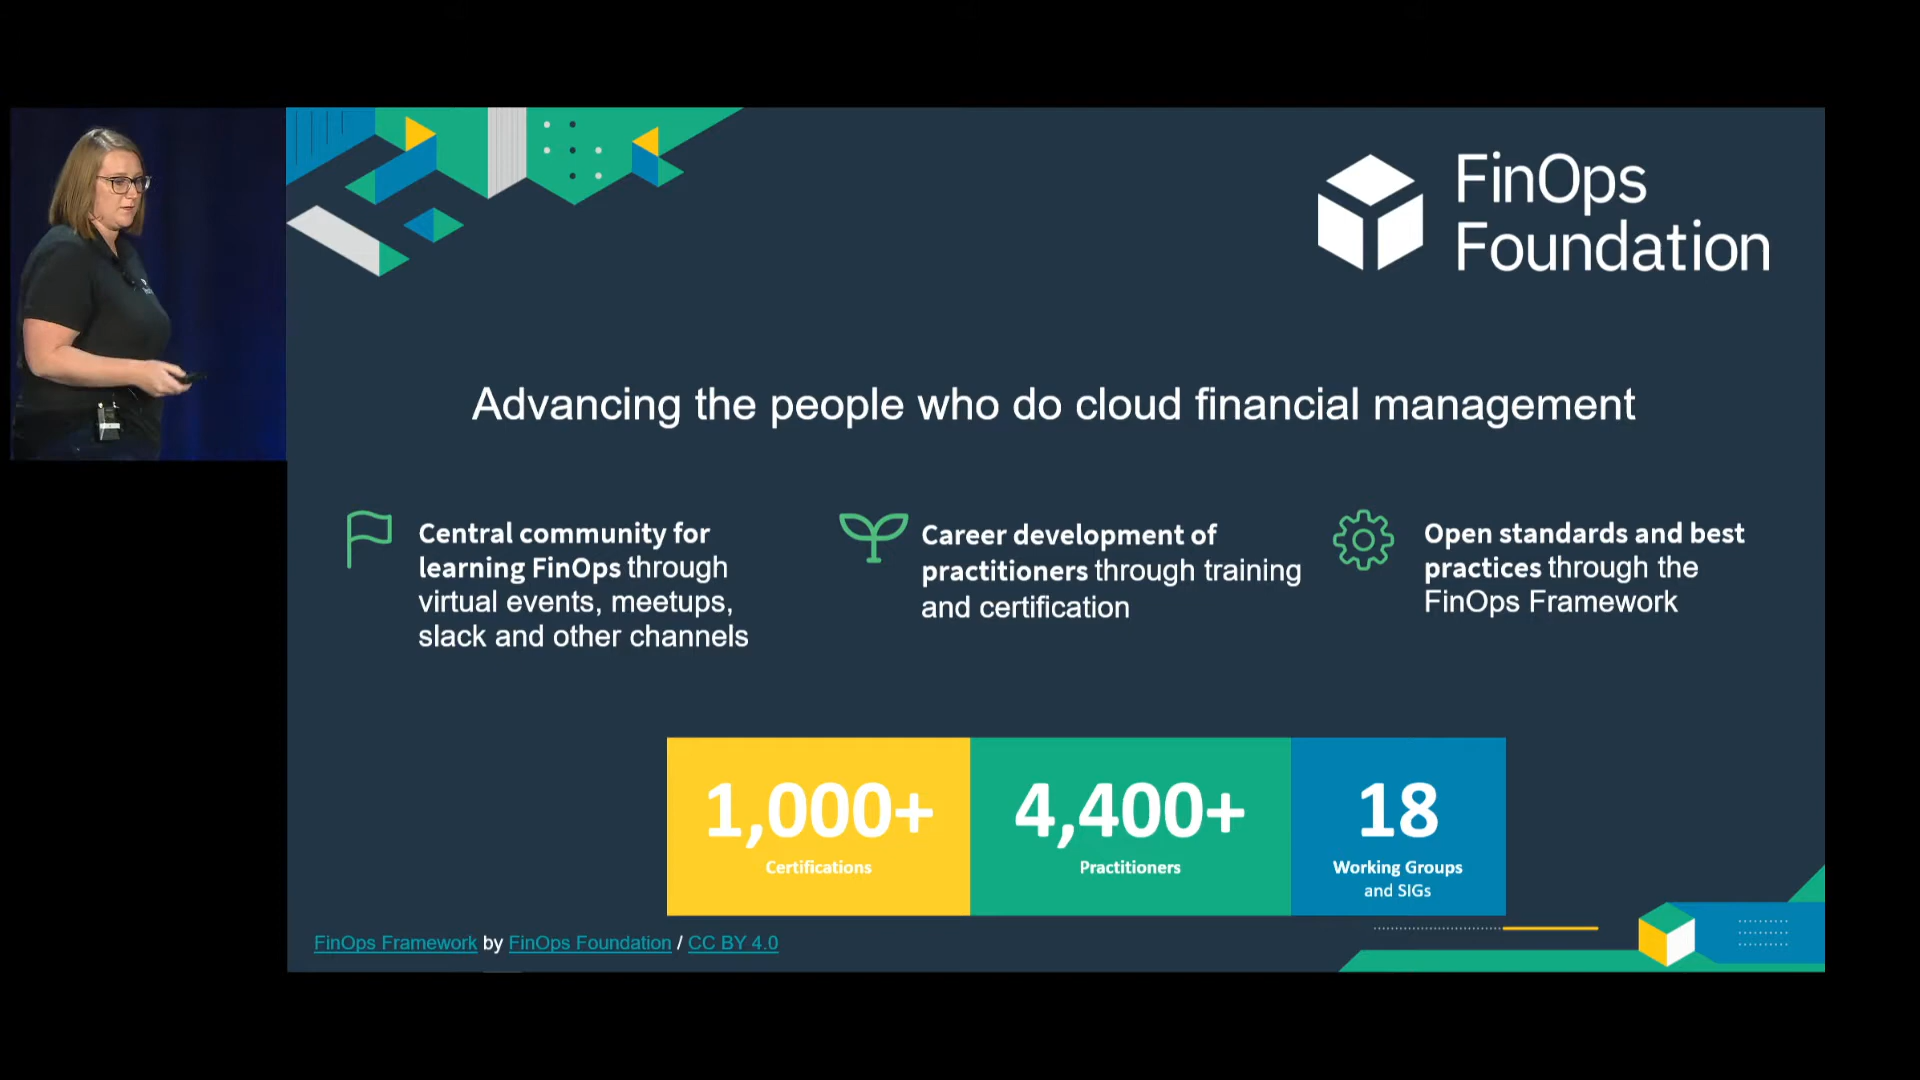 FinOps
Foundation
Advancing the people who do cloud financial management
Central community for
learning FinOps through
virtual events, meetups,
slack and other channels
Career development of
practitioners through training
and certification
Open standards and best
practices through the
FinOps Framework
1,000+
Certifications
4,400+
Practitioners
18
Working Groups
and SIGs
FinOps Framework by FinOps Foundation / CC BY 4.0